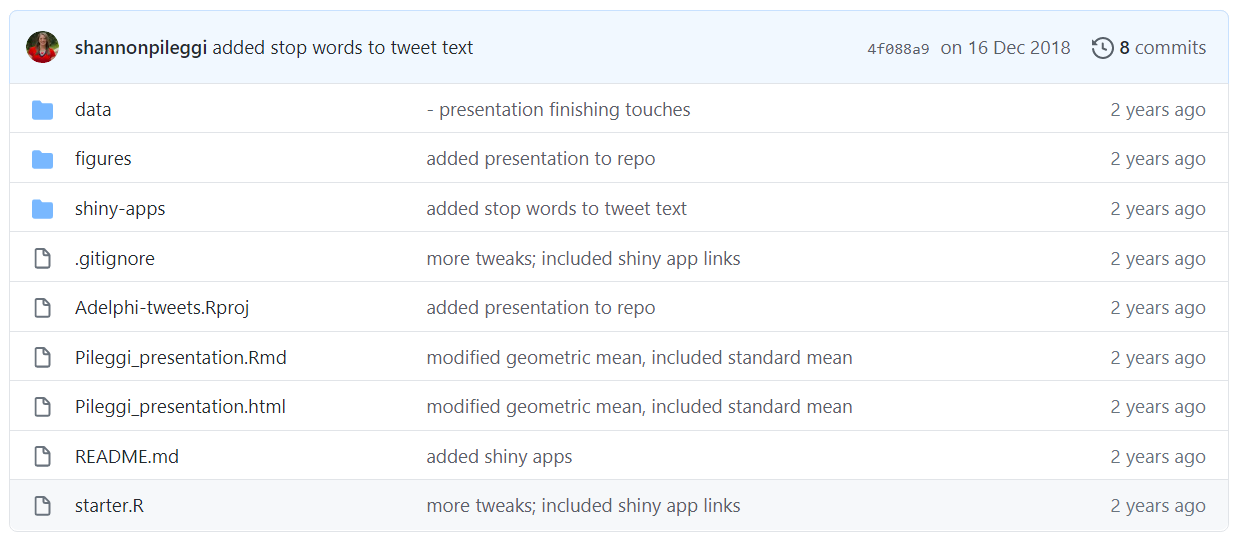 shannonpileggi added stop words to tweet text 4f088a9 on 16 Dec 2018 8 commits
data - presentation finishing touches 2 years ago
figures added presentation to repo 2 years ago
shiny-apps added stop words to tweet text 2 years ago
.gitignore more tweaks; included shiny app links 2 years ago
Adelphi-tweets.Rproj added presentation to repo 2 years ago
Pileggi_presentation.Rmd modified geometric mean, included standard mean 2 years ago
Pileggi_presentation.html modified geometric mean, included standard mean 2 years ago
README.md added shiny apps 2 years ago
starter.R more tweaks; included shiny app links 2 years ago